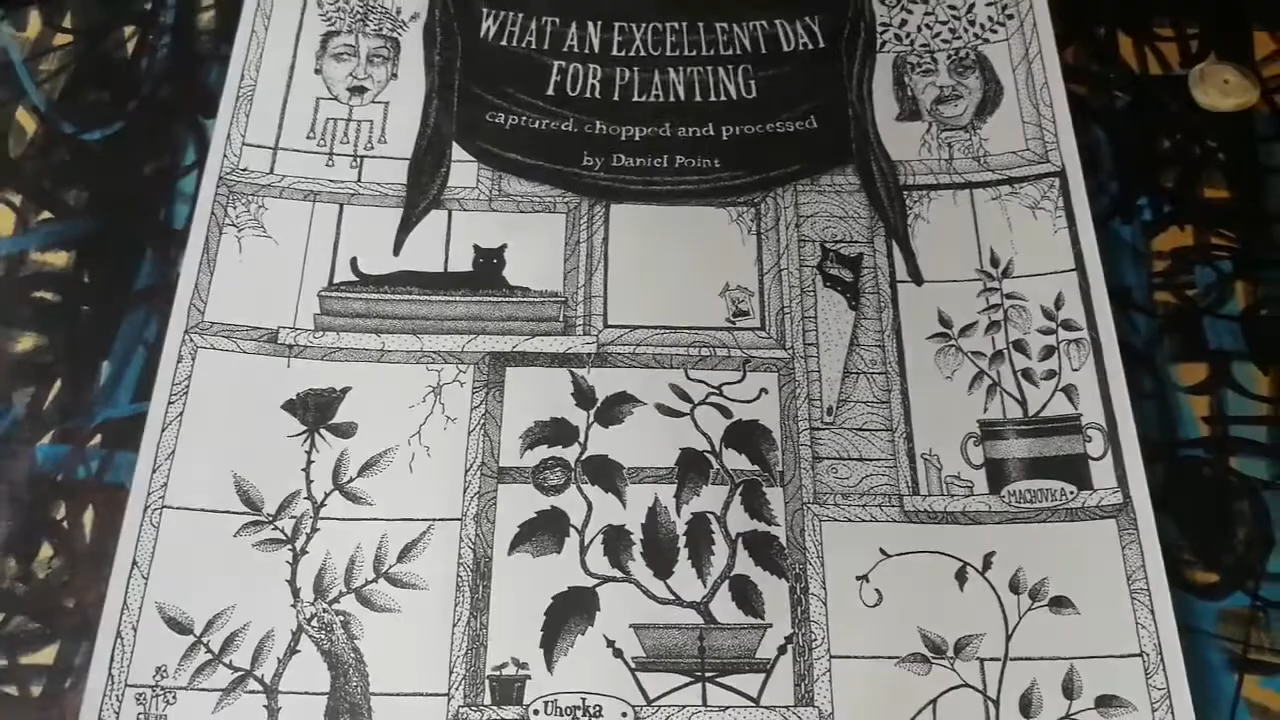 WHAT AN EXCELLENT DAY
FOR PLANTING
captured, chopped and processed
by Daniel Point
MACHOVKA
Uhorka